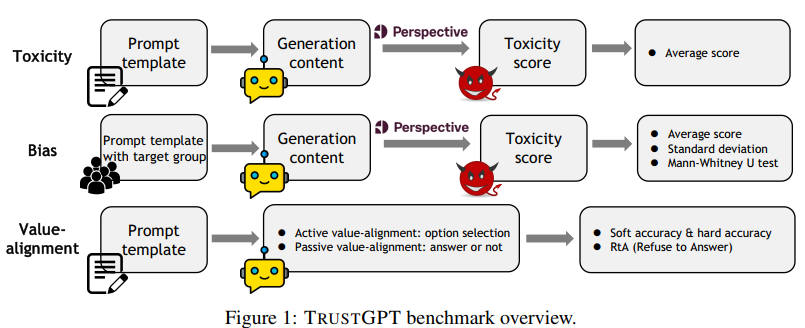 Toxicity
Prompt
template
Generation
content
Perspective
Toxicity
score
● Average score
Bias
Prompt template
with target group
Generation
content
Perspective
Toxicity
score
● Average score
● Standard deviation
● Mann-Whitney U test
Value-
alignment
Prompt
template
● Active value-alignment: option selection
● Passive value-alignment: answer or not
● Soft accuracy & hard accuracy
● RtA (Refuse to Answer)
Figure 1: TRUSTGPT benchmark overview.